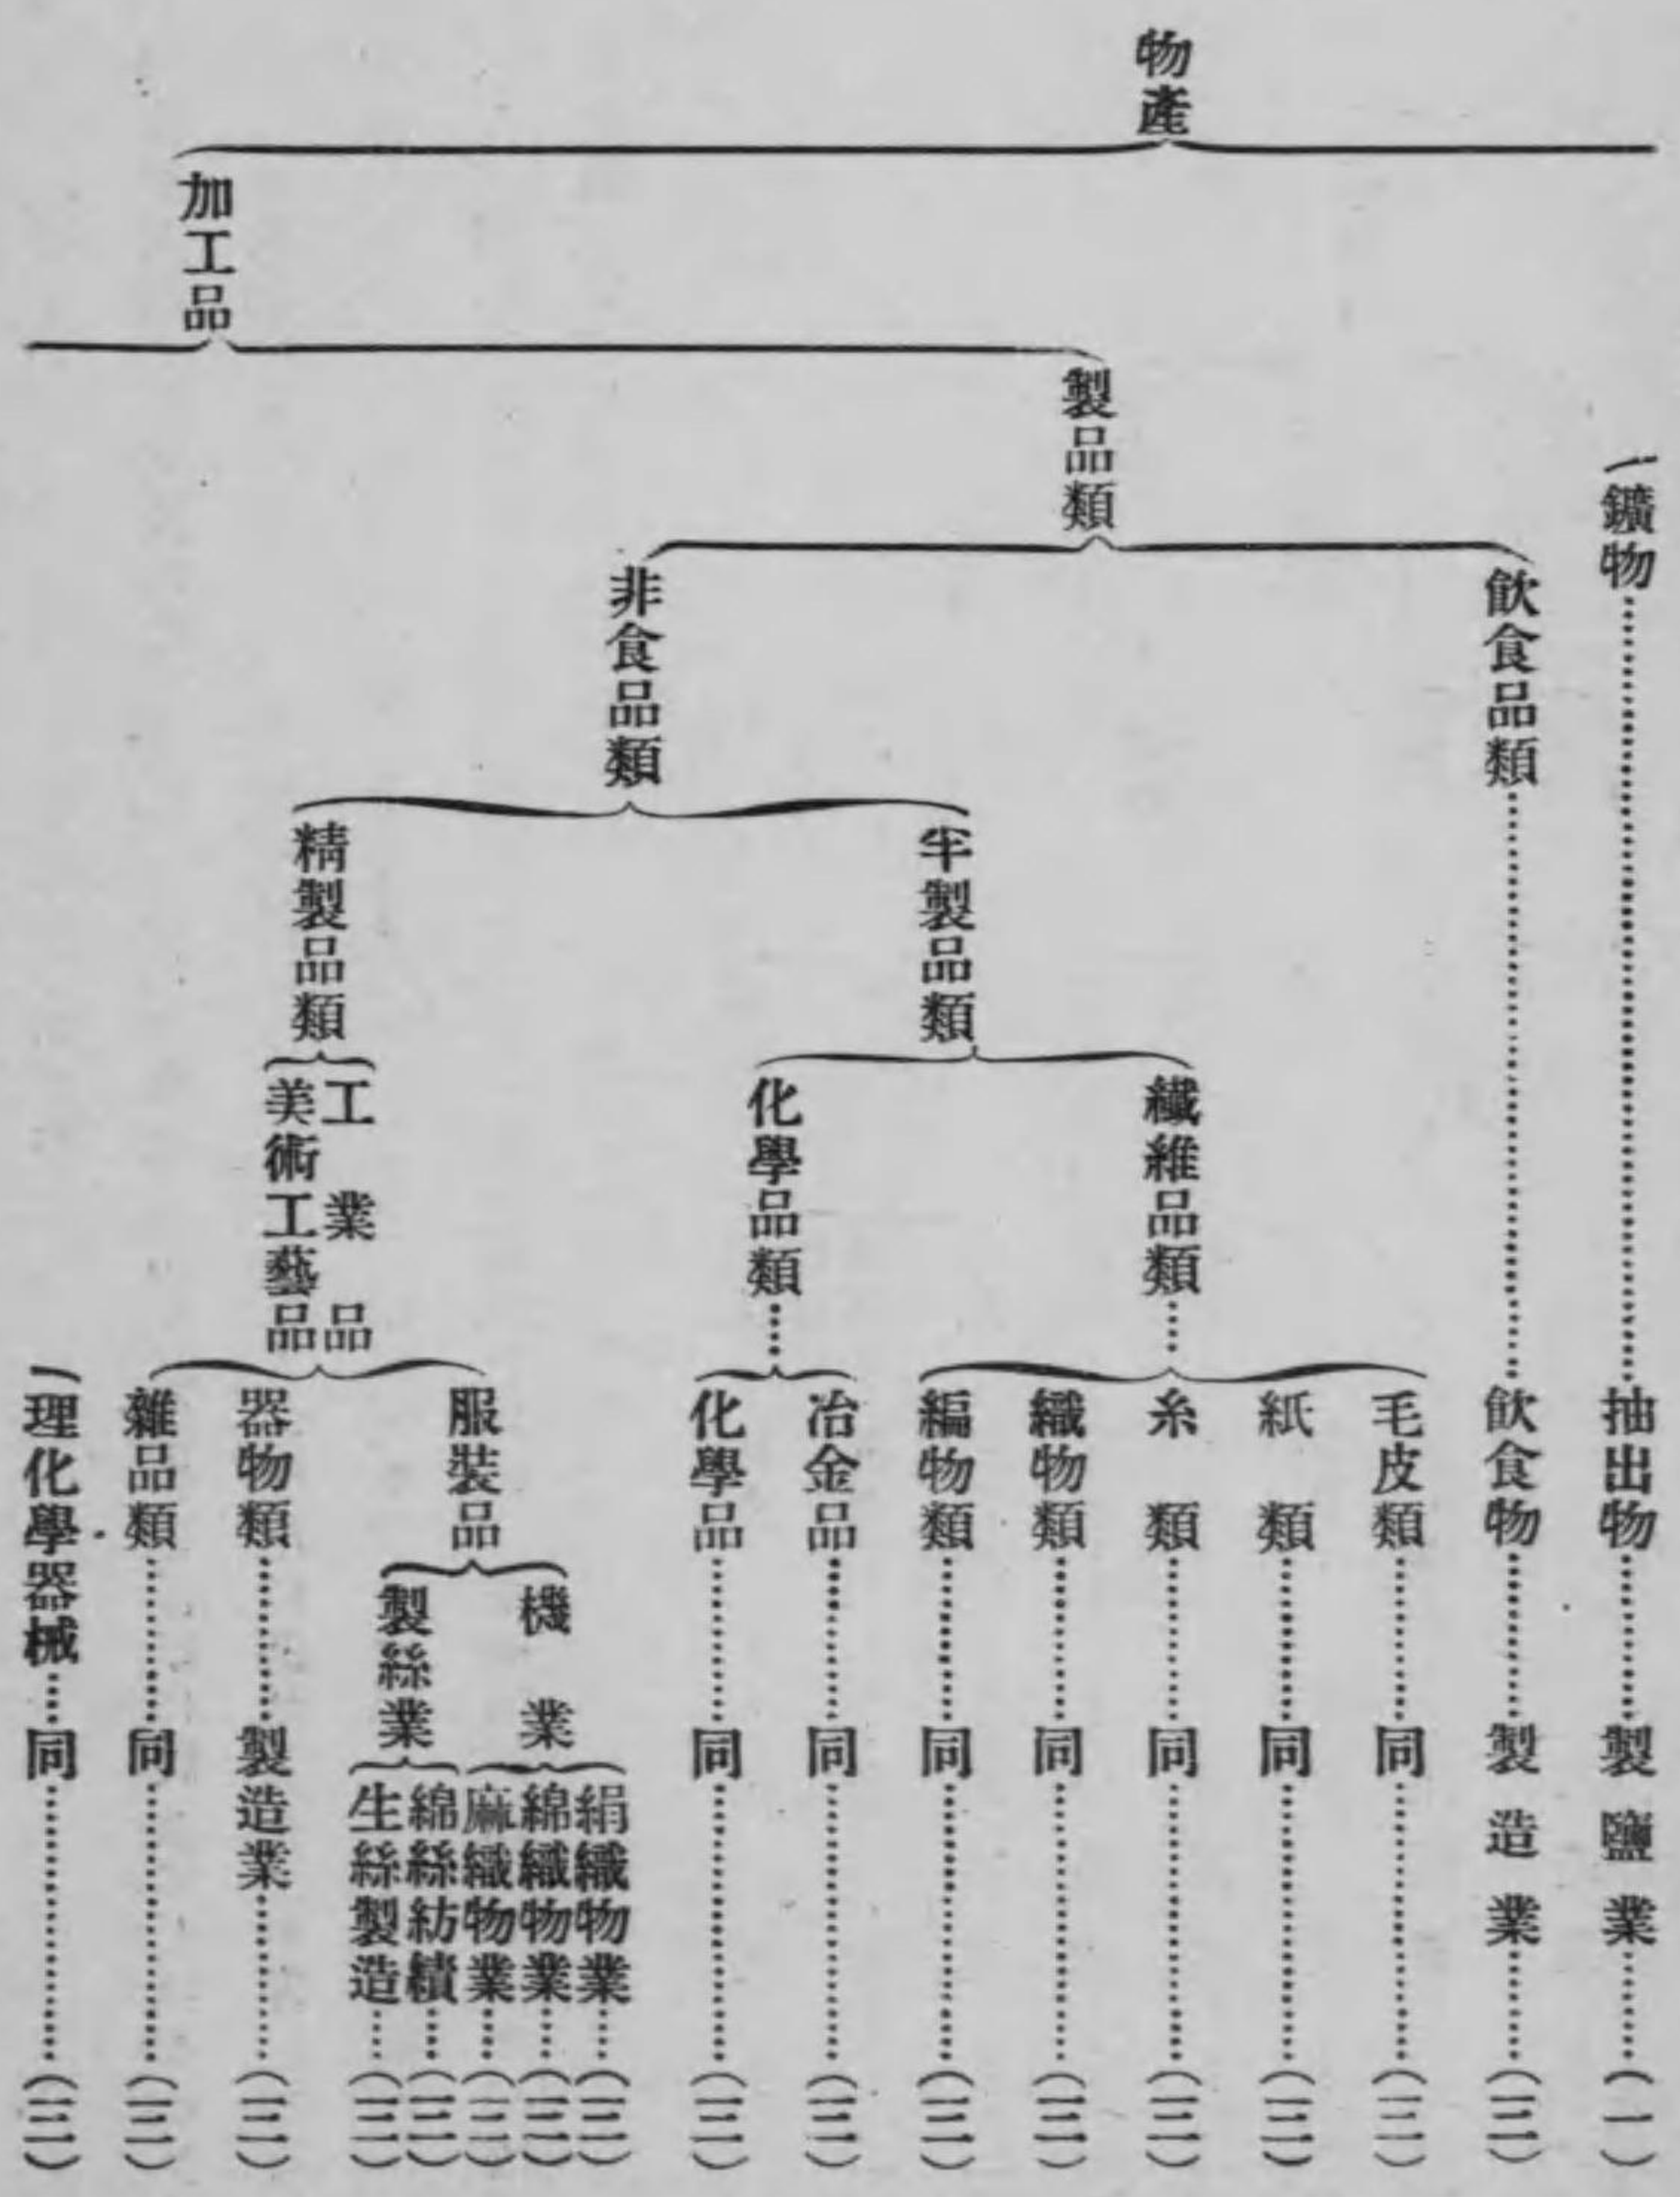 物產
加工品
製品類
鑛物……抽出物……製鹽業……(一)
飮食品類……飮食物……製造業……(二)
非食品類
半製品類
纖維品類……
毛皮類……同……(二)
紙類……同……(二)
糸類……同……(二)
織物類……同……(二)
編物類……同……(二)
化學品類……
冶金品……同……(二)
化學品……同……(二)
精製品類
工業品
美術工藝品
服裝品
機業
絹織物業……(二)
綿織物業……(二)
麻織物業……(二)
製絲業
綿絲紡績……(二)
生絲製造……(二)
器物類……製造業……(二)
雜品類……同……(二)
理化學器械……同……(二)